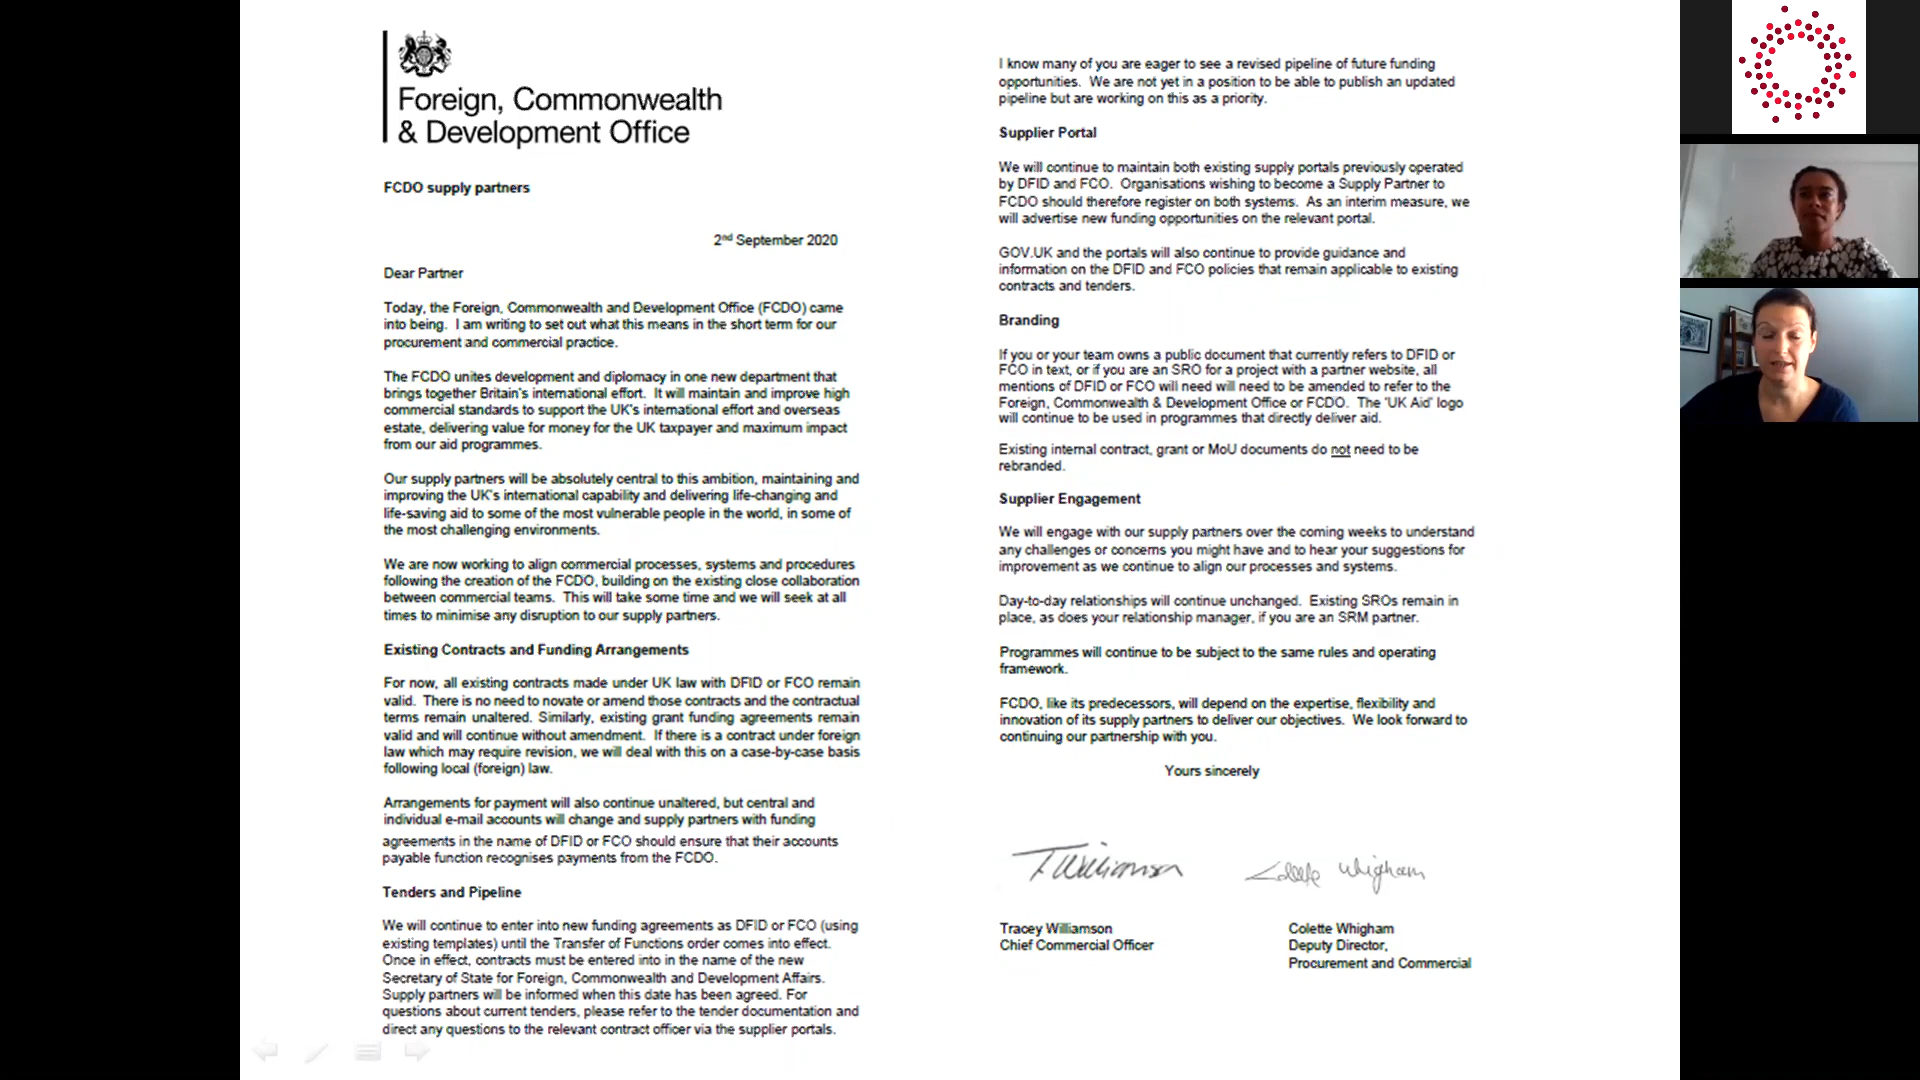 Foreign, Commonwealth
& Development Office
FCDO supply partners
2nd September 2020
Dear Partner
Today, the Foreign, Commonwealth and Development Office (FCDO) came
into being. I am writing to set out what this means in the short term for our
procurement and commercial practice.
The FCDO unites development and diplomacy in one new department that
brings together Britain's international effort. It will maintain and improve high
commercial standards to support the UK's international effort and overseas
estate, delivering value for money for the UK taxpayer and maximum impact
from our aid programmes.
Our supply partners will be absolutely central to this ambition, maintaining and
improving the UK's international capability and delivering life-changing and
life-saving aid to some of the most vulnerable people in the world, in some of
the most challenging environments.
We are now working to align commercial processes, systems and procedures
following the creation of the FCDO, building on the existing close collaboration
between commercial teams. This will take some time and we will seek at all
times to minimise any disruption to our supply partners.
Existing Contracts and Funding Arrangements
For now, all existing contracts made under UK law with DFID or FCO remain
valid. There is no need to novate or amend those contracts and the contractual
terms remain unaltered. Similarly, existing grant funding agreements remain
valid and will continue without amendment. If there is a contract under foreign
law which may require revision, we will deal with this on a case-by-case basis
following local (foreign) law.
Arrangements for payment will also continue unaltered, but central and
individual e-mail accounts will change and supply partners with funding
agreements in the name of DFID or FCO should ensure that their accounts
payable function recognises payments from the FCDO.
Tenders and Pipeline
We will continue to enter into new funding agreements as DFID or FCO (using
existing templates) until the Transfer of Functions order comes into effect.
Once in effect, contracts must be entered into in the name of the new
Secretary of State for Foreign, Commonwealth and Development Affairs.
Supply partners will be informed when this date has been agreed. For
questions about current tenders, please refer to the tender documentation and
direct any questions to the relevant contract officer via the supplier portals.
I know many of you are eager to see a revised pipeline of future funding
opportunities. We are not yet in a position to be able to publish an updated
pipeline but are working on this as a priority.
Supplier Portal
We will continue to maintain both existing supply portals previously operated
by DFID and FCO. Organisations wishing to become a Supply Partner to
FCDO should therefore register on both systems. As an interim measure, we
will advertise new funding opportunities on the relevant portal.
GOV.UK and the portals will also continue to provide guidance and
information on the DFID and FCO policies that remain applicable to existing
contracts and tenders.
Branding
If you or your team owns a public document that currently refers to DFID or
FCO in text, or if you are an SRO for a project with a partner website, all
mentions of DFID or FCO will need will need to be amended to refer to the
Foreign, Commonwealth & Development Office or FCDO. The 'UK Aid' logo
will continue to be used in programmes that directly deliver aid.
Existing internal contract, grant or MoU documents do not need to be
rebranded.
Supplier Engagement
We will engage with our supply partners over the coming weeks to understand
any challenges or concerns you might have and to hear your suggestions for
improvement as we continue to align our processes and systems.
Day-to-day relationships will continue unchanged. Existing SROs remain in
place, as does your relationship manager, if you are an SRM partner.
Programmes will continue to be subject to the same rules and operating
framework.
FCDO, like its predecessors, will depend on the expertise, flexibility and
innovation of its supply partners to deliver our objectives. We look forward to
continuing our partnership with you.
Yours sincerely
TWilliamson
Colette Whigham
Tracey Williamson
Chief Commercial Officer
Colette Whigham
Deputy Director,
Procurement and Commercial